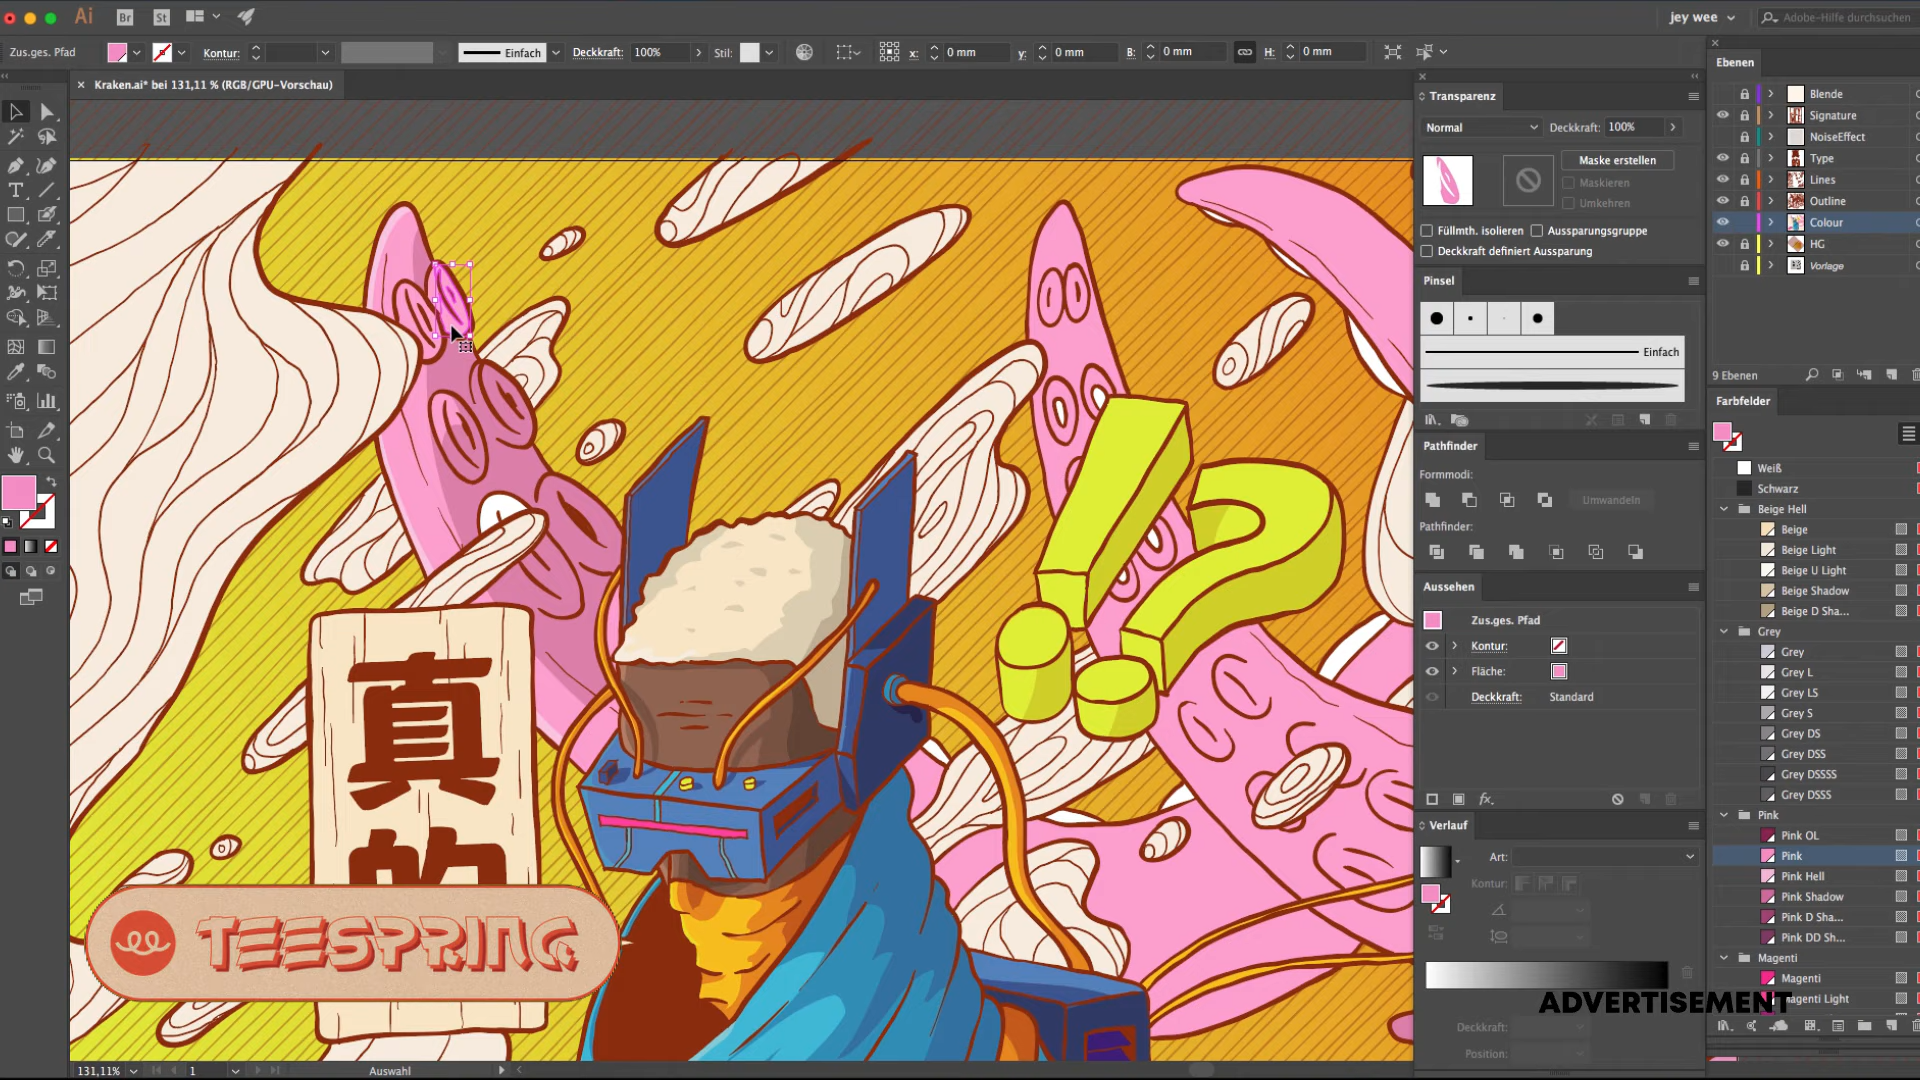 Ai Br St jey wee Adobe-Hilfe durchsuchen
Zus.ges. Pfad Kontur: Einfach Deckkraft: 100% Stil: x: 0 mm y: 0 mm B: 0 mm H: 0 mm
Kraken.ai* bei 131,11 % (RGB/GPU-Vorschau)
Transparenz
Normal Deckkraft: 100%
Maske erstellen
Maskieren
Umkehren
Füllmth. isolieren Aussparungsgruppe
Deckkraft definiert Aussparung
Pinsel
Einfach
Pathfinder
Formmodi:
Umwandeln
Pathfinder:
Aussehen
Zus.ges. Pfad
Kontur:
Fläche:
Deckkraft: Standard
fx.
Verlauf
Art:
Kontur:
Deckkraft:
Position:
Ebenen
Blende
Signature
NoiseEffect
Type
Lines
Outline
Colour
HG
Vorlage
9 Ebenen
Farbfelder
Weiß
Schwarz
Beige Hell
Beige
Beige Light
Beige U Light
Beige Shadow
Beige D Sha...
Grey
Grey
Grey L
Grey LS
Grey S
Grey DS
Grey DSS
Grey DSSSS
Grey DSSS
Pink
Pink OL
Pink
Pink Hell
Pink Shadow
Pink D Sha...
Pink DD Sh...
Magenti
Magenti
Magenti Light
ADVERTISEMENT
真
的
!?
TEESPRING
131,11% 1 Auswahl